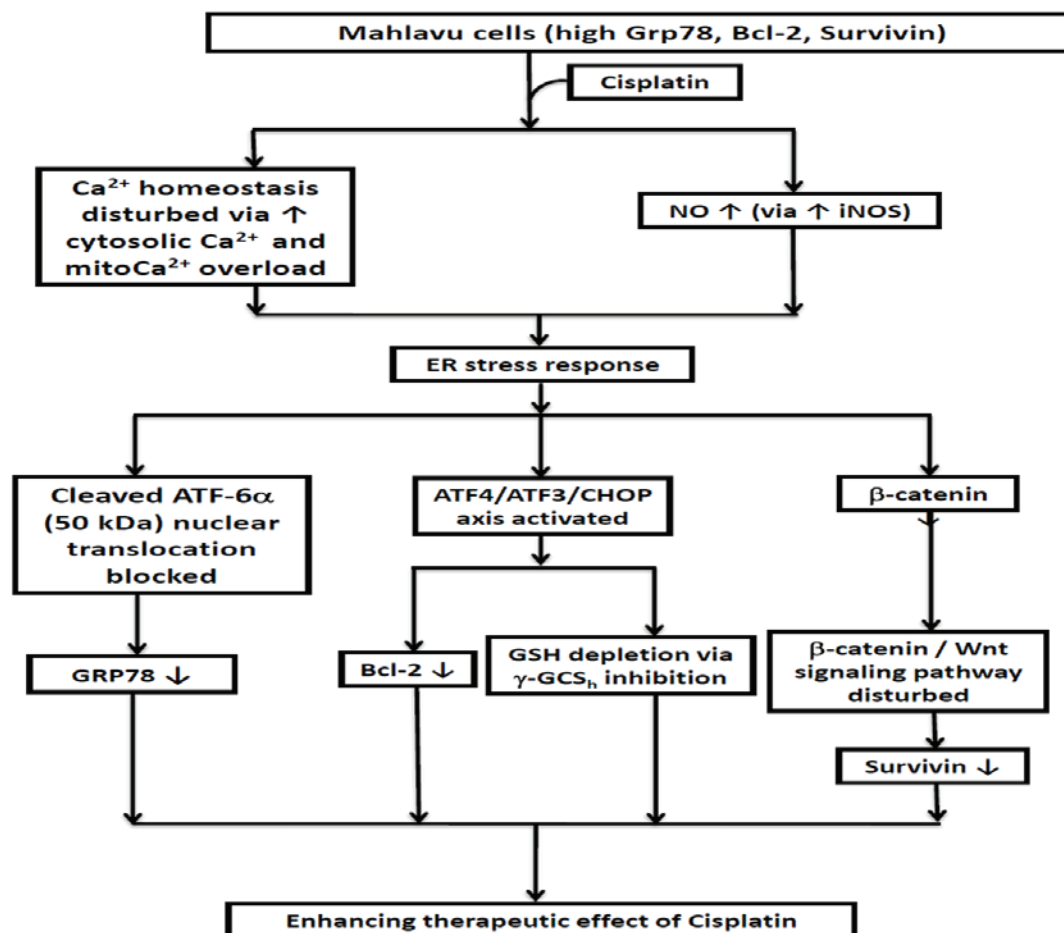 Mahlavu cells (high Grp78, Bcl-2, Survivin)
Cisplatin
Ca²⁺ homeostasis
disturbed via ↑
cytosolic Ca²⁺ and
mitoCa²⁺ overload
NO ↑ (via ↑ iNOS)
ER stress response
Cleaved ATF-6α
(50 kDa) nuclear
translocation
blocked
ATF4/ATF3/CHOP
axis activated
β-catenin
↓
GRP78 ↓
Bcl-2 ↓
GSH depletion via
γ-GCSₕ inhibition
β-catenin / Wnt
signaling pathway
disturbed
Survivin ↓
Enhancing therapeutic effect of Cisplatin